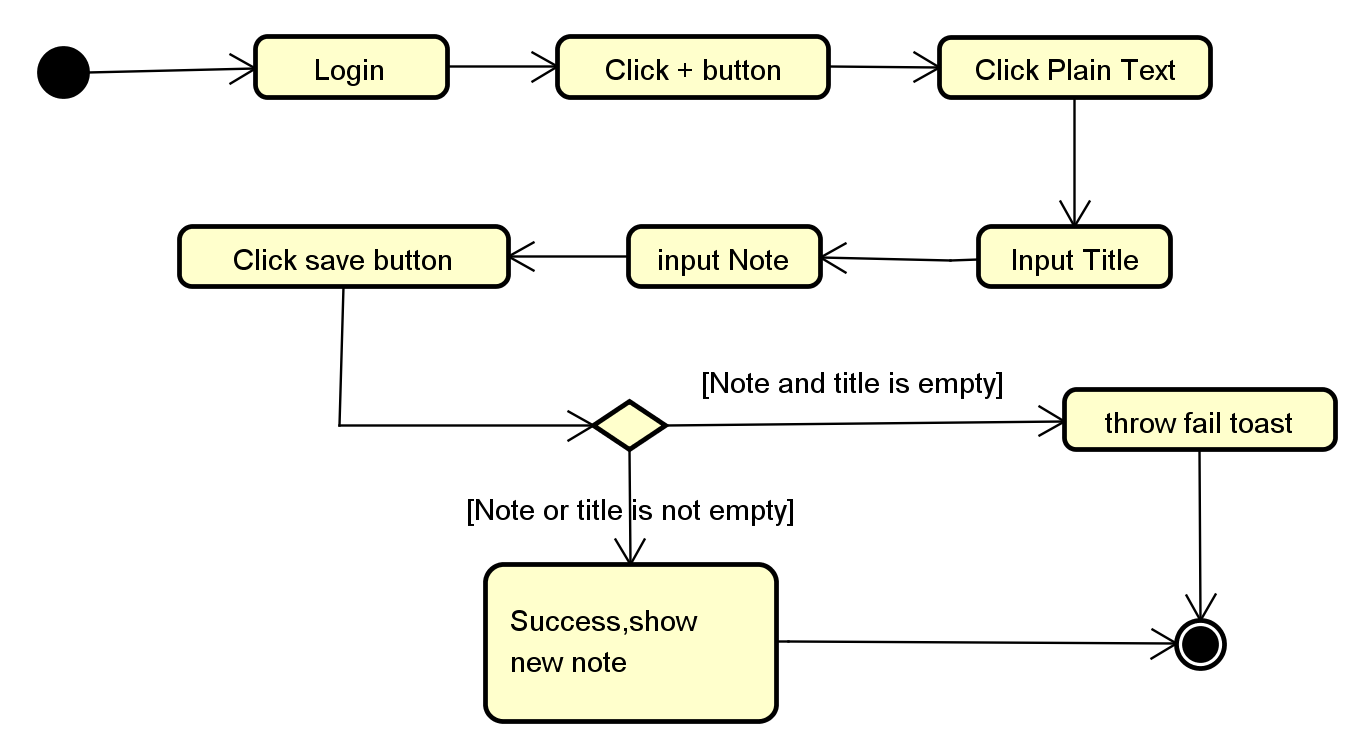 Login
Click + button
Click Plain Text
Click save button
input Note
Input Title
[Note and title is empty]
throw fail toast
[Note or title is not empty]
Success,show
new note